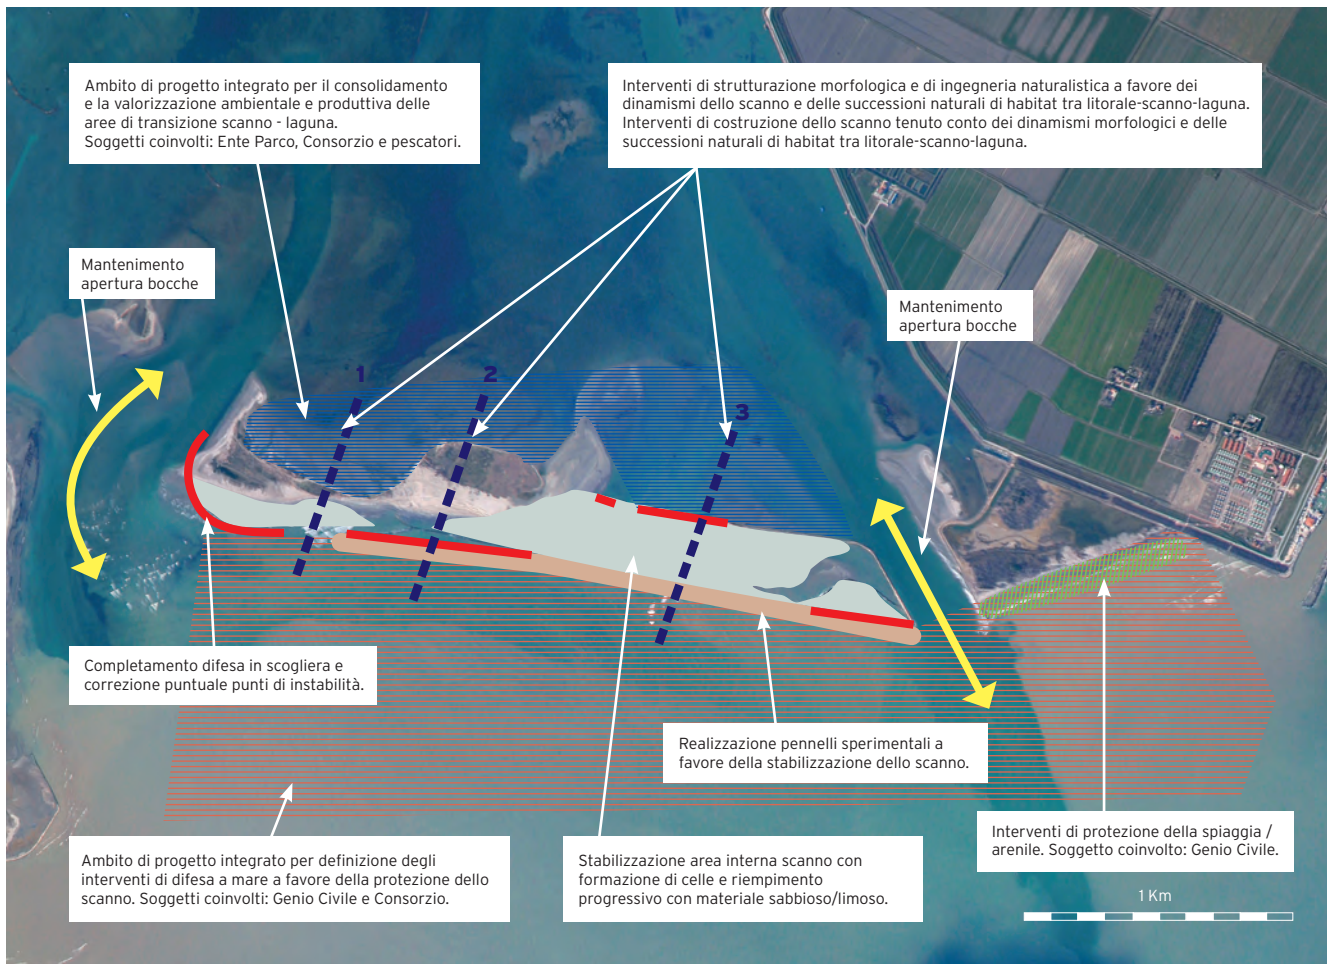 Ambito di progetto integrato per il consolidamento
e la valorizzazione ambientale e produttiva delle
aree di transizione scanno - laguna.
Soggetti coinvolti: Ente Parco, Consorzio e pescatori.
Interventi di strutturazione morfologica e di ingegneria naturalistica a favore dei
dinamismi dello scanno e delle successioni naturali di habitat tra litorale-scanno-laguna.
Interventi di costruzione dello scanno tenuto conto dei dinamismi morfologici e delle
successioni naturali di habitat tra litorale-scanno-laguna.
Mantenimento
apertura bocche
Mantenimento
apertura bocche
1
2
3
Completamento difesa in scogliera e
correzione puntuale punti di instabilità.
Realizzazione pennelli sperimentali a
favore della stabilizzazione dello scanno.
Interventi di protezione della spiaggia /
arenile. Soggetto coinvolto: Genio Civile.
Ambito di progetto integrato per definizione degli
interventi di difesa a mare a favore della protezione dello
scanno. Soggetti coinvolti: Genio Civile e Consorzio.
Stabilizzazione area interna scanno con
formazione di celle e riempimento
progressivo con materiale sabbioso/limoso.
1 Km